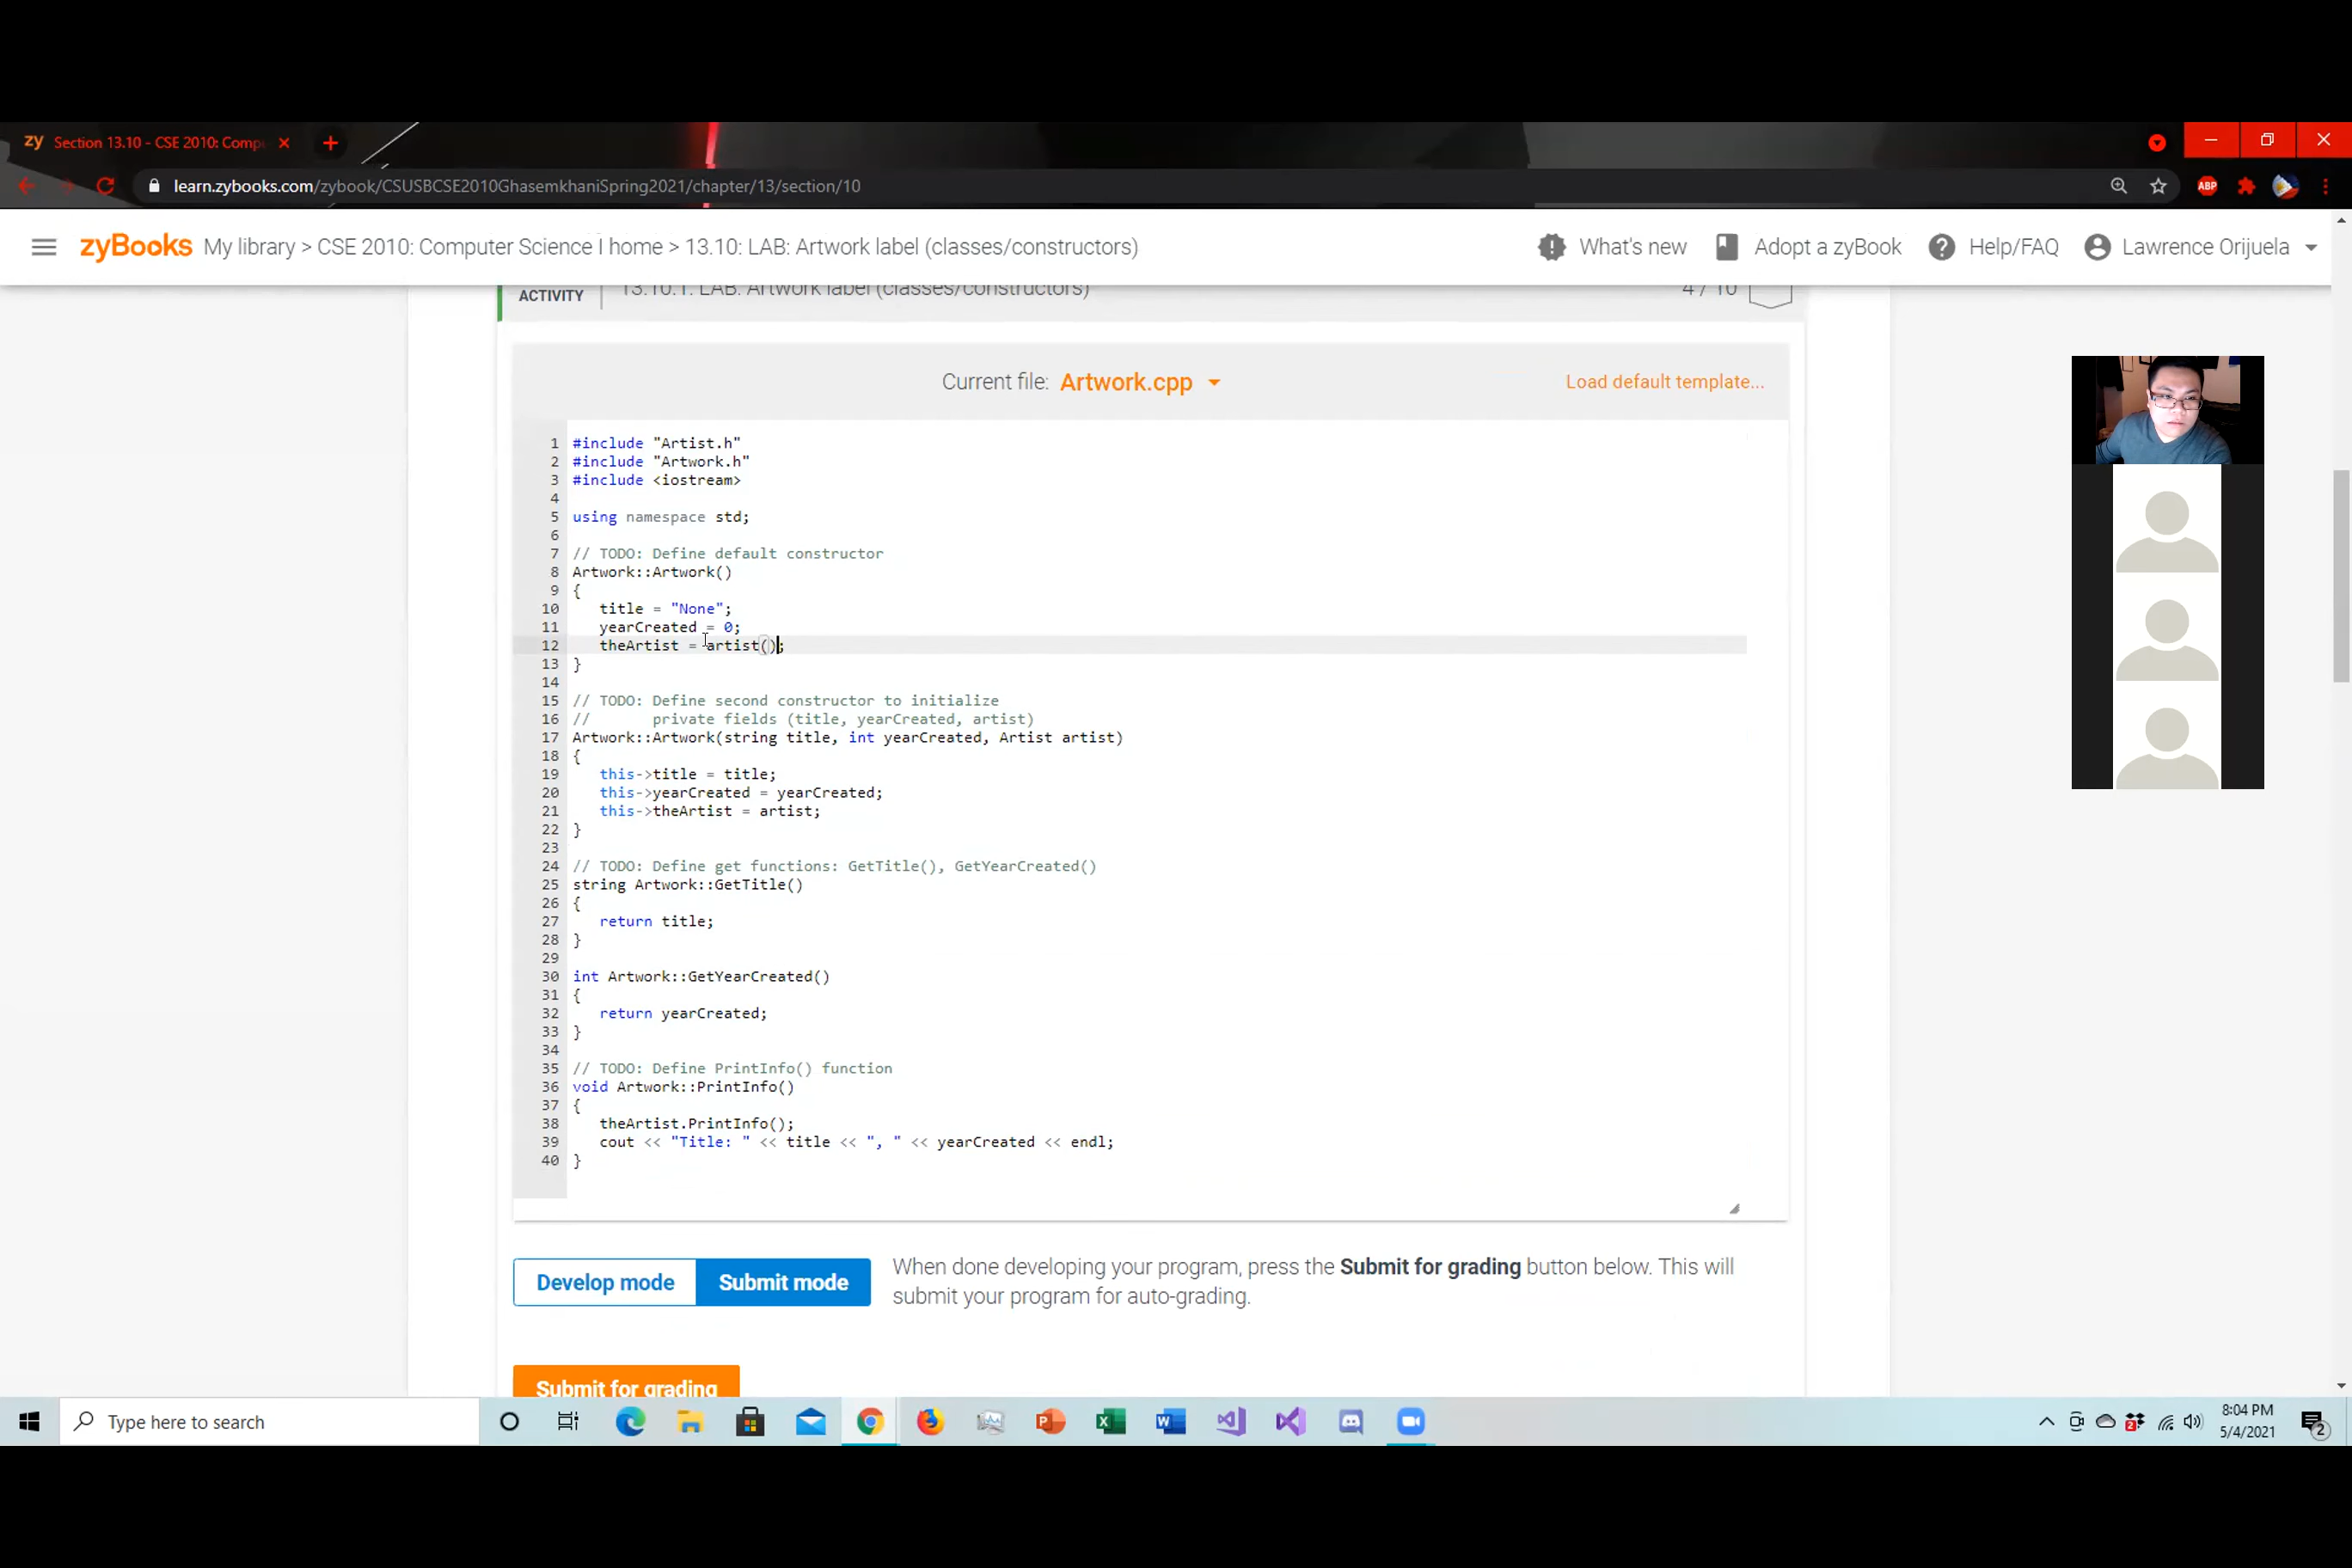 zy Section 13.10 - CSE 2010: Comp
learn.zybooks.com/zybook/CSUSBCSE2010GhasemkhaniSpring2021/chapter/13/section/10
ABP
zyBooks My library > CSE 2010: Computer Science I home > 13.10: LAB: Artwork label (classes/constructors)
What's new
Adopt a zyBook
Help/FAQ
Lawrence Orijuela
ACTIVITY
13.10.1: LAB: Artwork label (classes/constructors)
4 / 10
Current file: Artwork.cpp
Load default template...
1 #include "Artist.h"
2 #include "Artwork.h"
3 #include <iostream>
4
5 using namespace std;
6
7 // TODO: Define default constructor
8 Artwork::Artwork()
9 {
10 title = "None";
11 yearCreated = 0;
12 theArtist = artist();
13 }
14
15 // TODO: Define second constructor to initialize
16 // private fields (title, yearCreated, artist)
17 Artwork::Artwork(string title, int yearCreated, Artist artist)
18 {
19 this->title = title;
20 this->yearCreated = yearCreated;
21 this->theArtist = artist;
22 }
23
24 // TODO: Define get functions: GetTitle(), GetYearCreated()
25 string Artwork::GetTitle()
26 {
27 return title;
28 }
29
30 int Artwork::GetYearCreated()
31 {
32 return yearCreated;
33 }
34
35 // TODO: Define PrintInfo() function
36 void Artwork::PrintInfo()
37 {
38 theArtist.PrintInfo();
39 cout << "Title: " << title << ", " << yearCreated << endl;
40 }
Develop mode
Submit mode
When done developing your program, press the Submit for grading button below. This will
submit your program for auto-grading.
Submit for grading
Type here to search
8:04 PM
5/4/2021
2